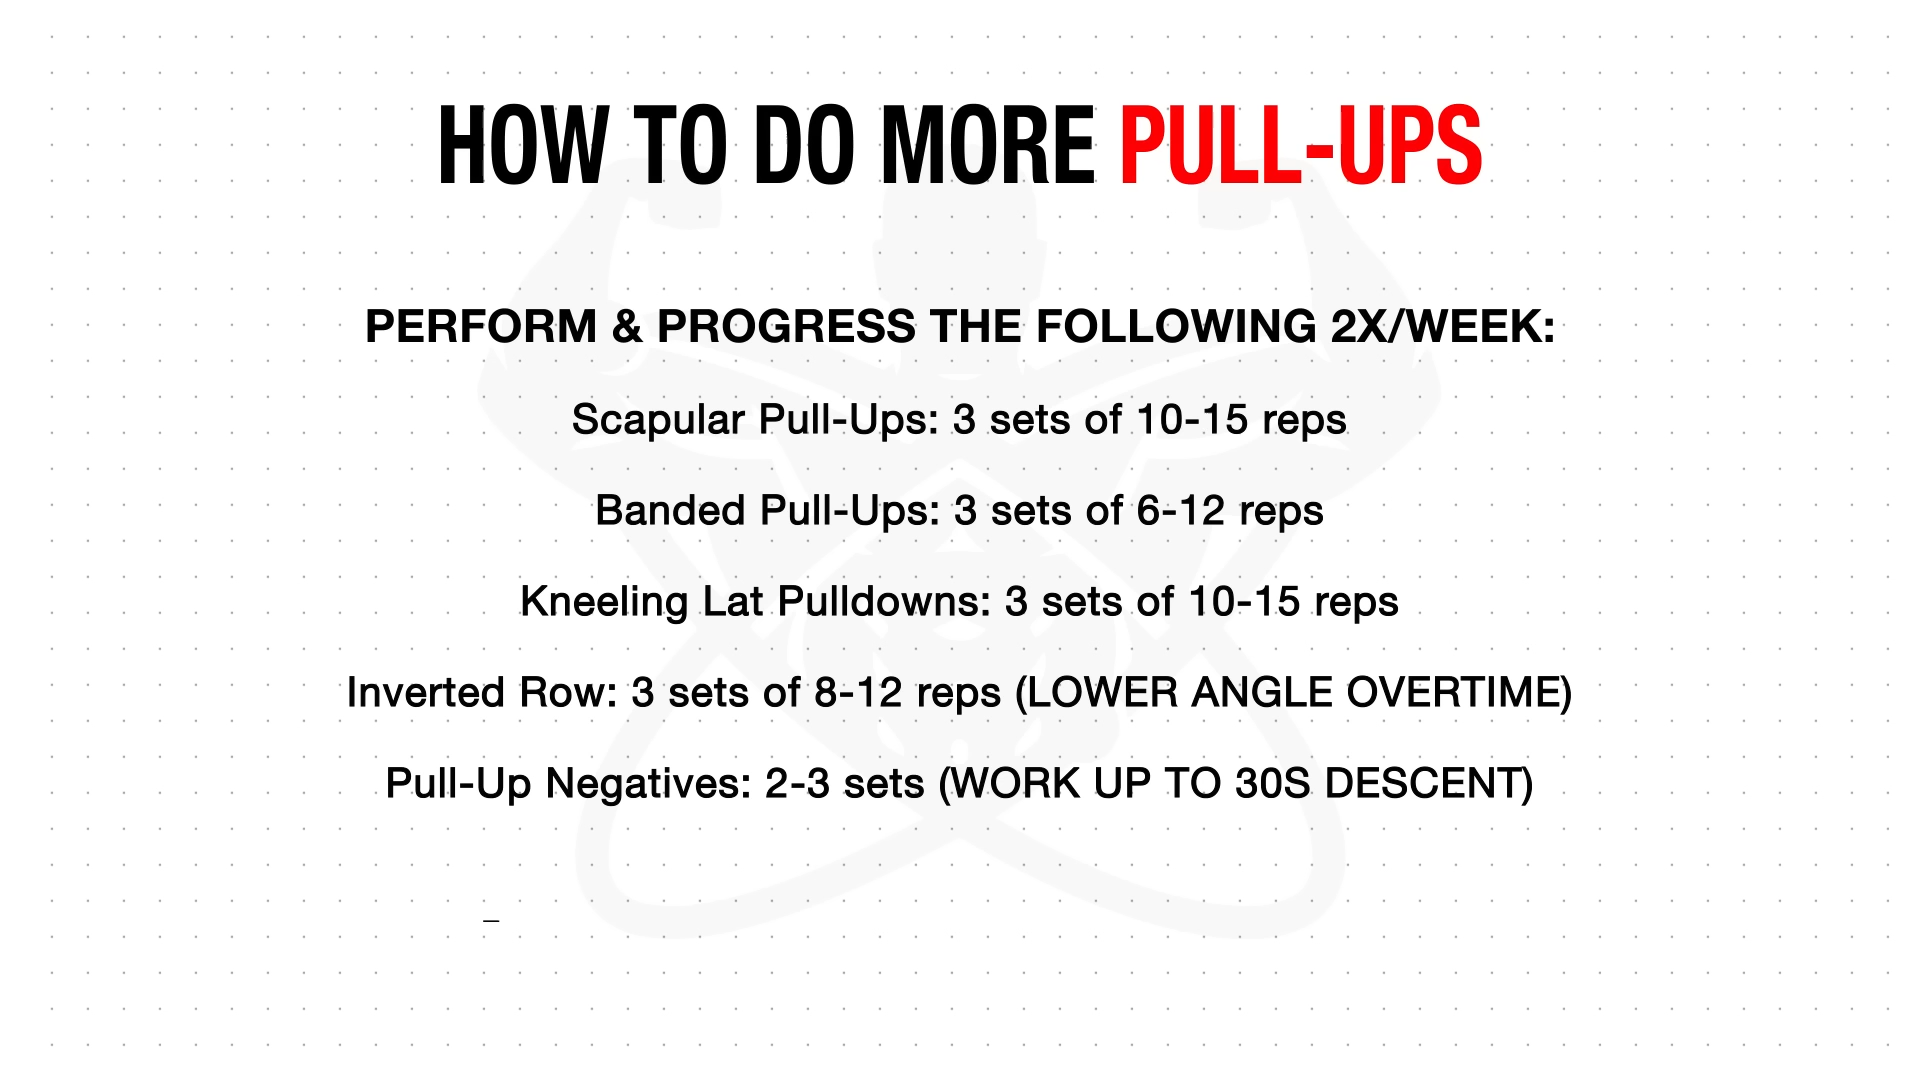 HOW TO DO MORE PULL-UPS
PERFORM & PROGRESS THE FOLLOWING 2X/WEEK:
Scapular Pull-Ups: 3 sets of 10-15 reps
Banded Pull-Ups: 3 sets of 6-12 reps
Kneeling Lat Pulldowns: 3 sets of 10-15 reps
Inverted Row: 3 sets of 8-12 reps (LOWER ANGLE OVERTIME)
Pull-Up Negatives: 2-3 sets (WORK UP TO 30S DESCENT)
_